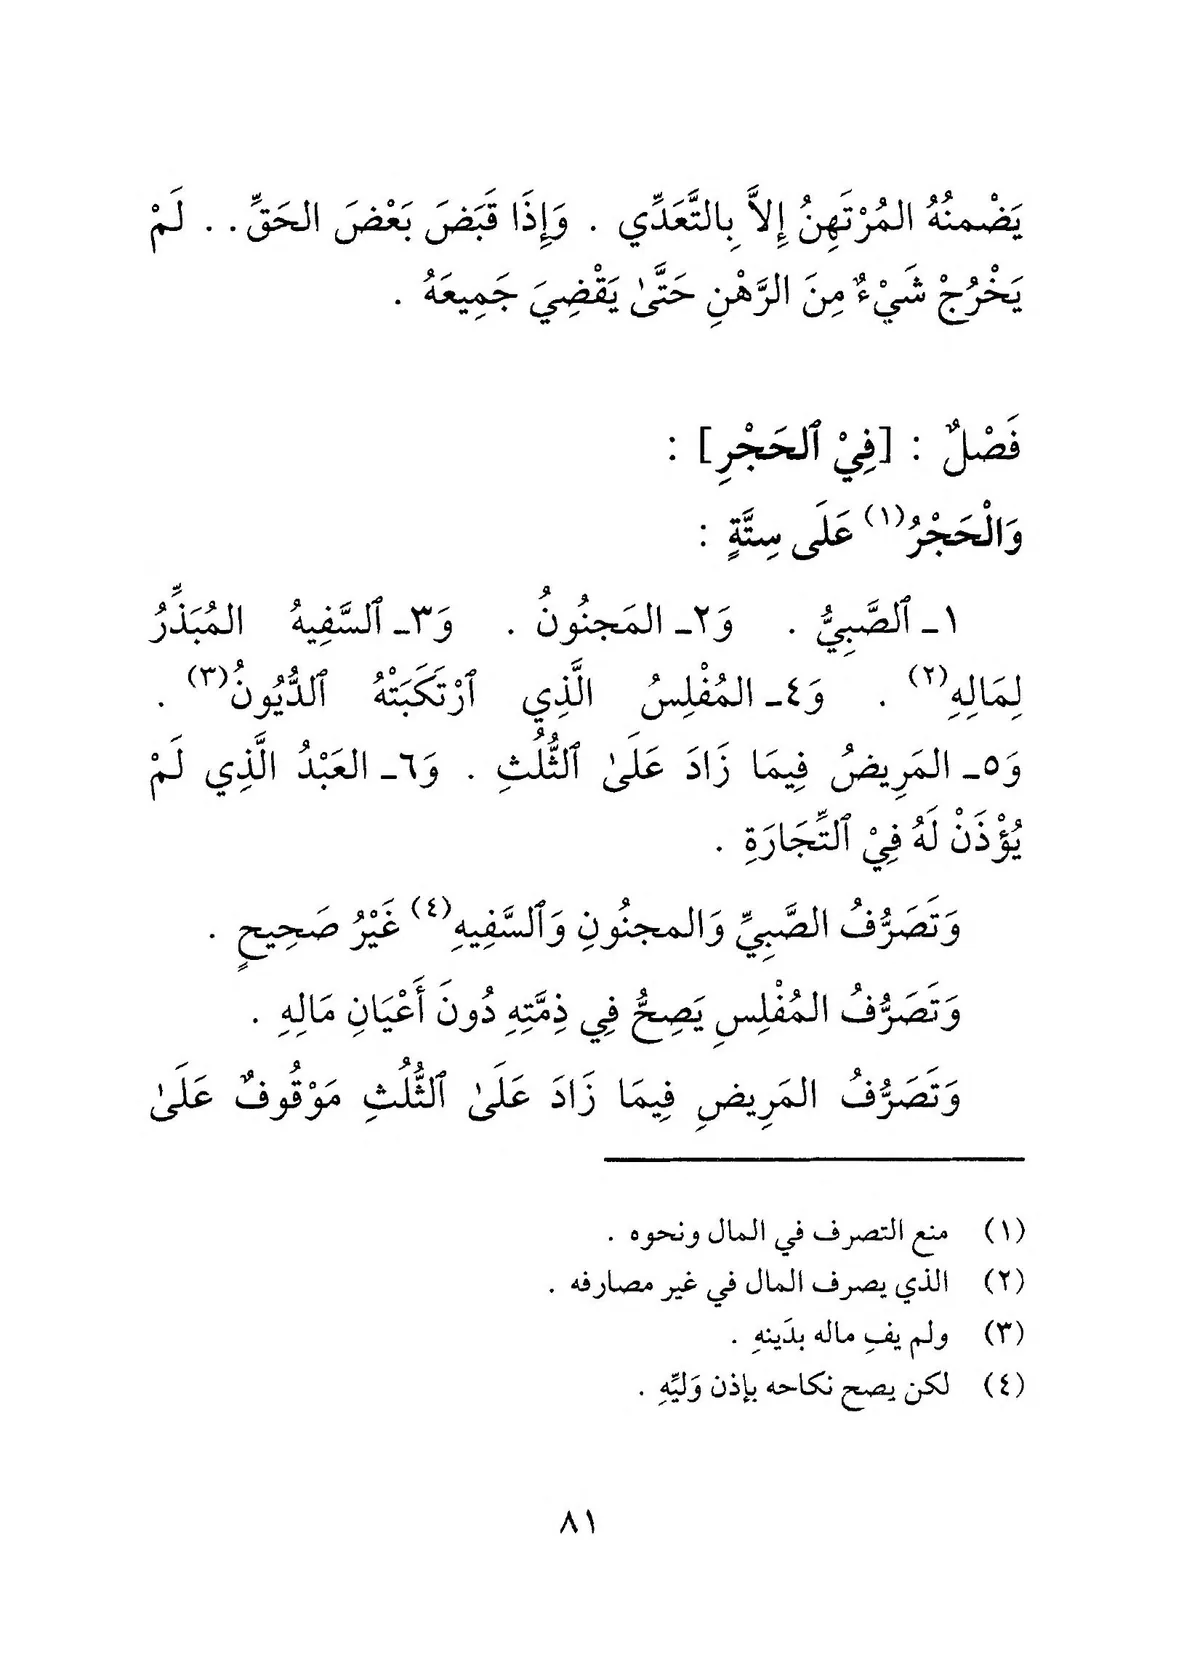 يَضْمنُهُ المُرْتَهِنُ إِلاَّ بِالتَّعَدِّي . وَإِذَا قَبَضَ بَعْضَ الحَقِّ . . لَمْ
يَخْرُجْ شَيْءٌ مِنَ الرَّهْنِ حَتَّىٰ يَقْضِيَ جَمِيعَهُ .
فَصْلٌ : [فِيْ ٱلحَجْرِ] :
وَالْحَجْرُ(١) عَلَى سِتَّةٍ :
١ـ ٱلصَّبِيُّ . وَ٢ـ المَجنُونُ . وَ٣ـ ٱلسَّفِيهُ المُبَذِّرُ
لِمَالِهِ(٢) . وَ٤ـ المُفْلِسُ الَّذِي ٱرْتَكَبَتْهُ ٱلدُّيُونُ(٣) .
وَ٥ـ المَرِيضُ فِيمَا زَادَ عَلَىٰ ٱلثُّلُثِ . وَ٦ـ العَبْدُ الَّذِي لَمْ
يُؤْذَنْ لَهُ فِيْ ٱلتِّجَارَةِ .
وَتَصَرُّفُ الصَّبِيِّ وَالمجنُونِ وَٱلسَّفِيهِ(٤) غَيْرُ صَحِيحٍ .
وَتَصَرُّفُ المُفْلِسِ يَصِحُّ فِي ذِمَّتِهِ دُونَ أَعْيَانِ مَالِهِ .
وَتَصَرُّفُ المَرِيضِ فِيمَا زَادَ عَلَىٰ ٱلثُّلُثِ مَوْقُوفٌ عَلَىٰ
(١) منع التصرف في المال ونحوه .
(٢) الذي يصرف المال في غير مصارفه .
(٣) ولم يفِ ماله بدَينهِ .
(٤) لكن يصح نكاحه بإذن وَليِّهِ .
٨١